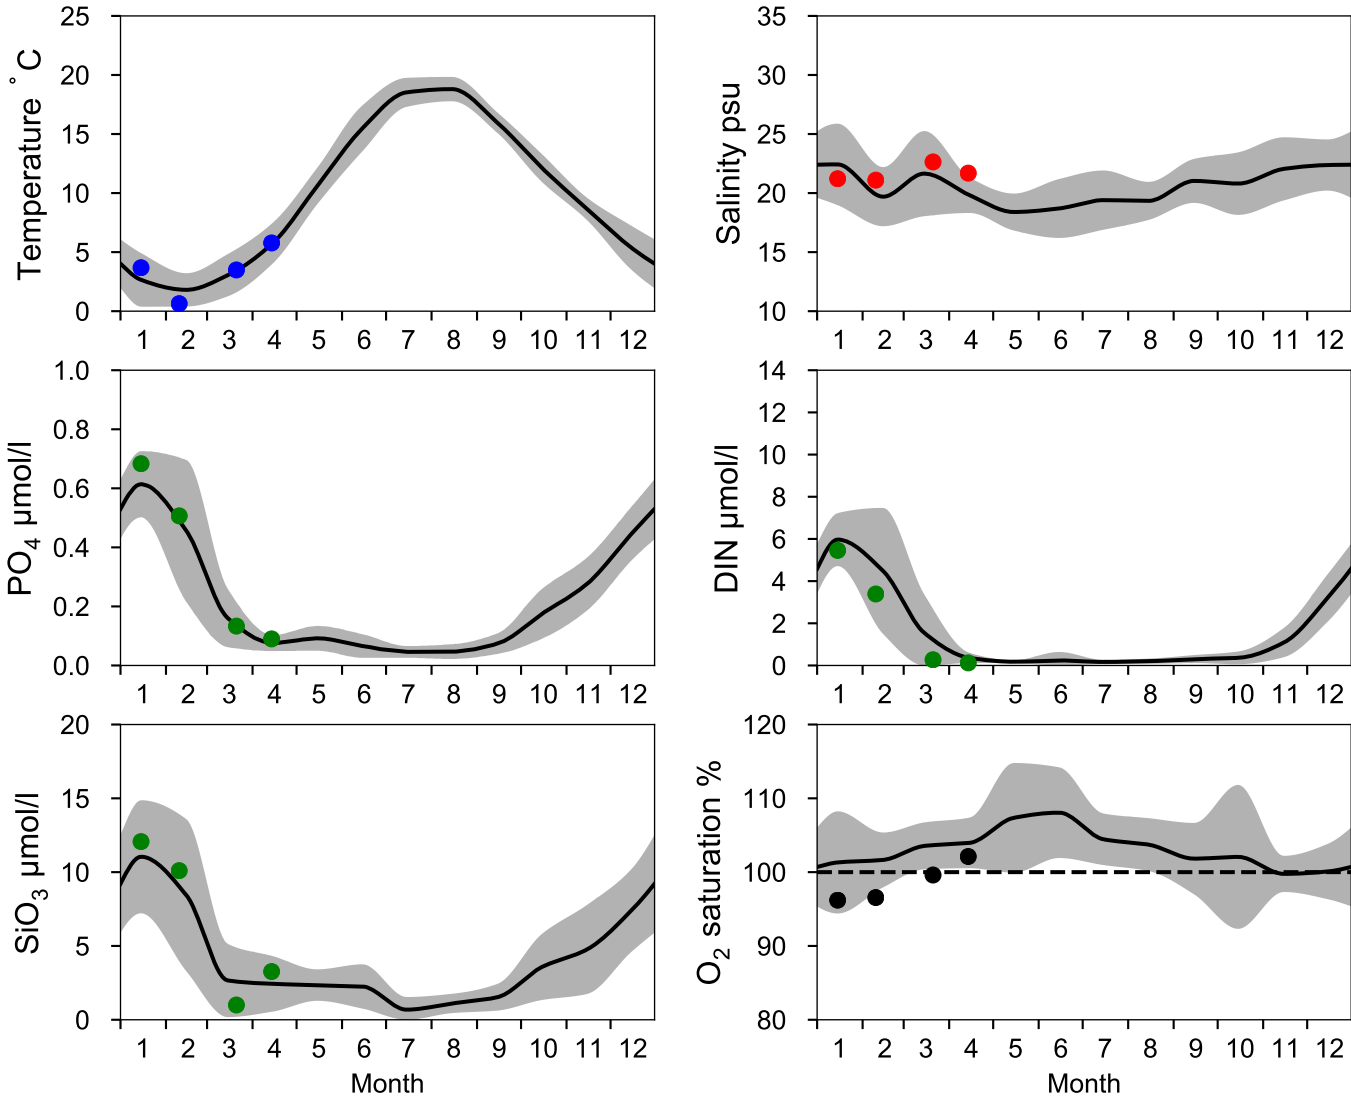 Temperature °C
25
20
15
10
5
0
1 2 3 4 5 6 7 8 9 10 11 12
Salinity psu
35
30
25
20
15
10
1 2 3 4 5 6 7 8 9 10 11 12
PO4 µmol/l
1.0
0.8
0.6
0.4
0.2
0.0
1 2 3 4 5 6 7 8 9 10 11 12
DIN µmol/l
14
12
10
8
6
4
2
0
1 2 3 4 5 6 7 8 9 10 11 12
SiO3 µmol/l
20
15
10
5
0
1 2 3 4 5 6 7 8 9 10 11 12
Month
O2 saturation %
120
110
100
90
80
1 2 3 4 5 6 7 8 9 10 11 12
Month